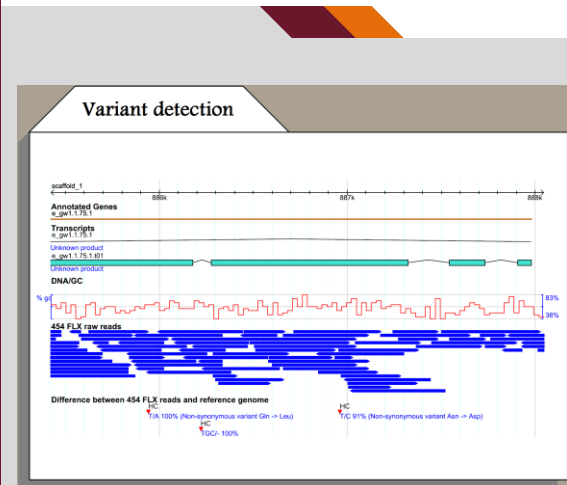 Variant detection
scaffold_1
886k 887k 888k
Annotated Genes
e_gw1.1.75.1
Transcripts
e_gw1.1.75.1
Unknown product
e_gw1.1.75.1.t01
Unknown product
DNA/GC
% gc 83%
38%
454 FLX raw reads
Difference between 454 FLX reads and reference genome
HC HC
T/A 100% (Non-synonymous variant Gln -> Leu) T/C 91% (Non-synonymous variant Asn -> Asp)
HC
TGC/- 100%